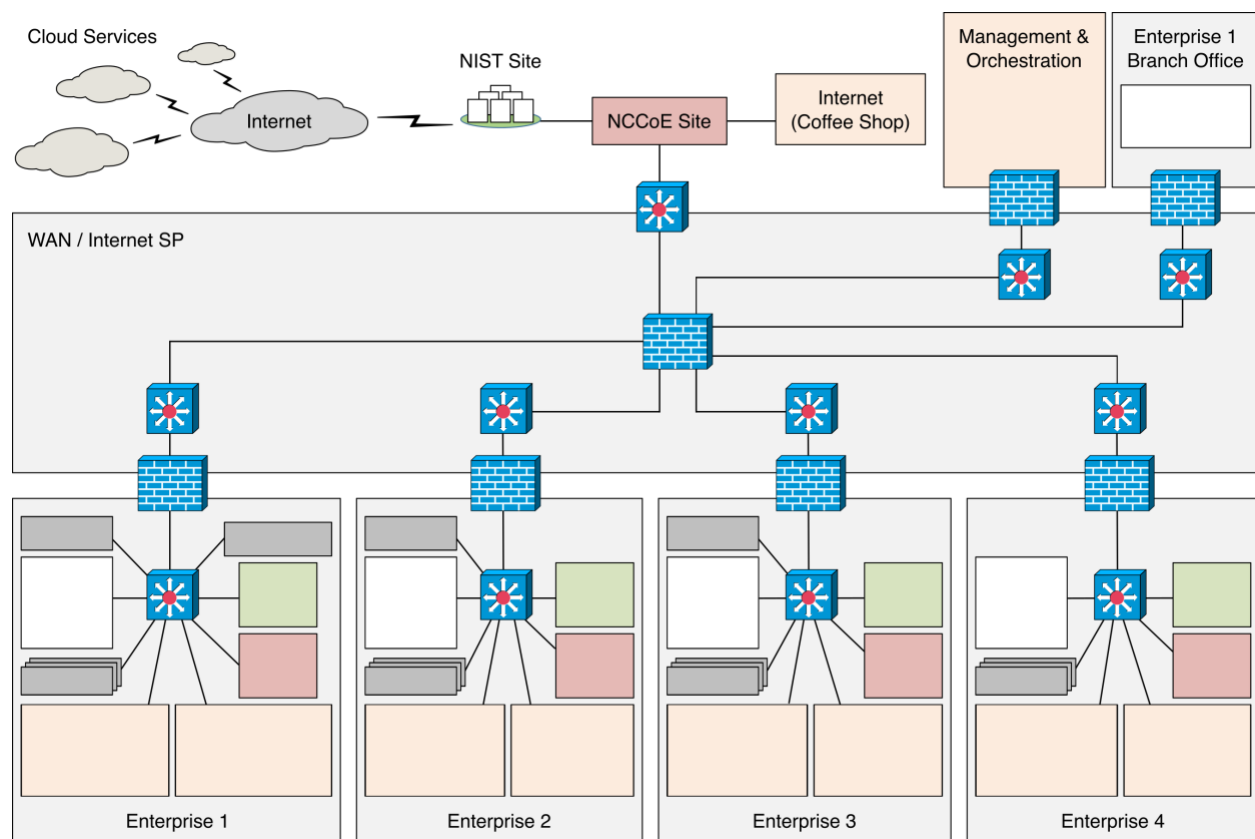 Cloud Services
NIST Site
Internet
NCCoE Site
Internet
(Coffee Shop)
Management &
Orchestration
Enterprise 1
Branch Office
WAN / Internet SP
Enterprise 1
Enterprise 2
Enterprise 3
Enterprise 4